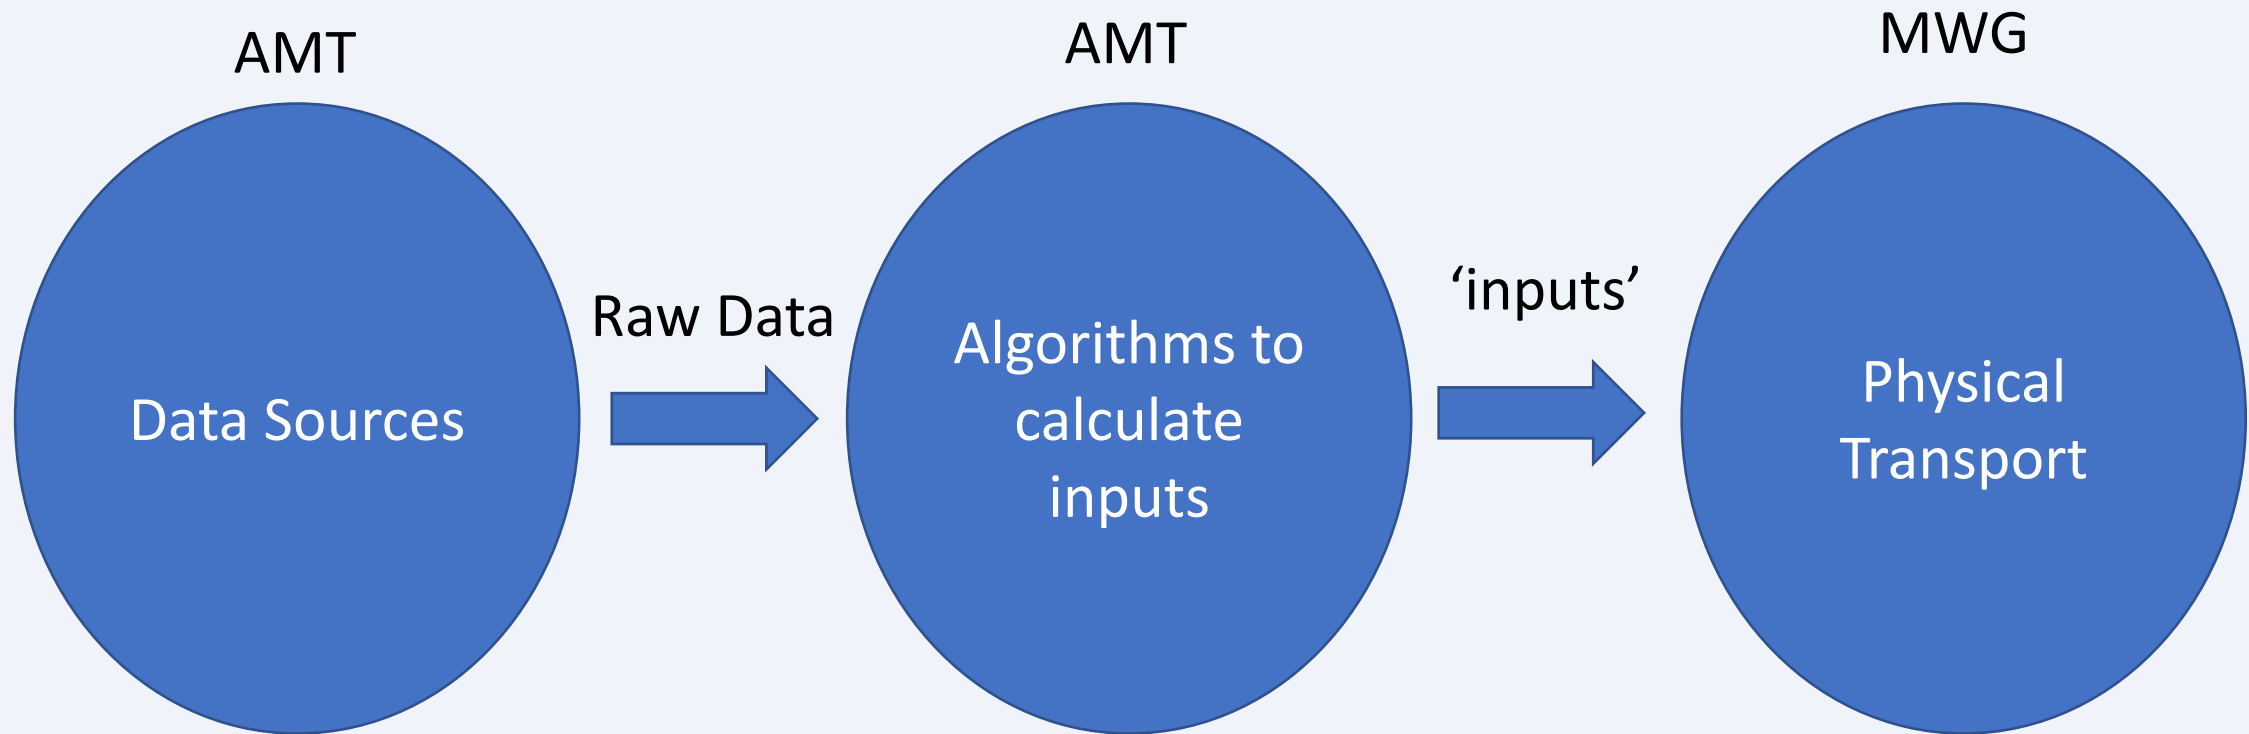 AMT
AMT
MWG
Data Sources
Raw Data
Algorithms to
calculate
inputs
‘inputs’
Physical
Transport